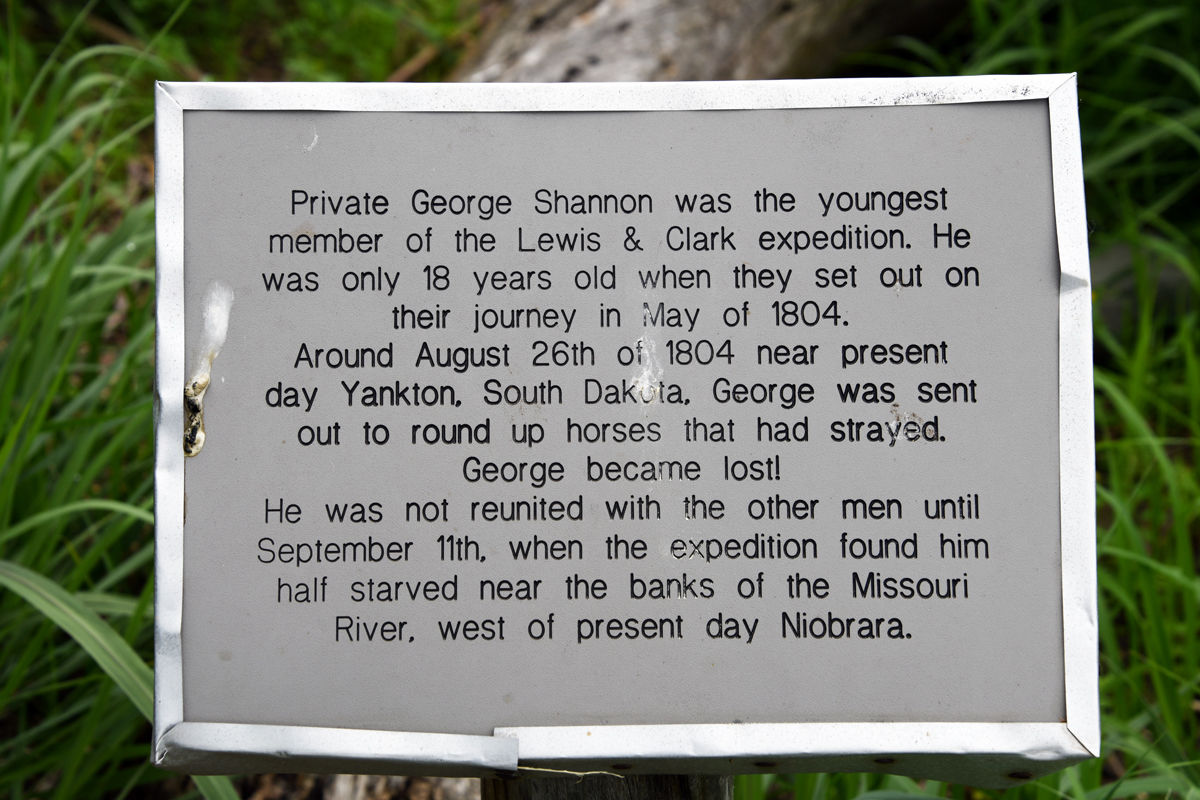 Private George Shannon was the youngest
member of the Lewis & Clark expedition. He
was only 18 years old when they set out on
their journey in May of 1804.
Around August 26th of 1804 near present
day Yankton, South Dakota, George was sent
out to round up horses that had strayed.
George became lost!
He was not reunited with the other men until
September 11th, when the expedition found him
half starved near the banks of the Missouri
River, west of present day Niobrara.